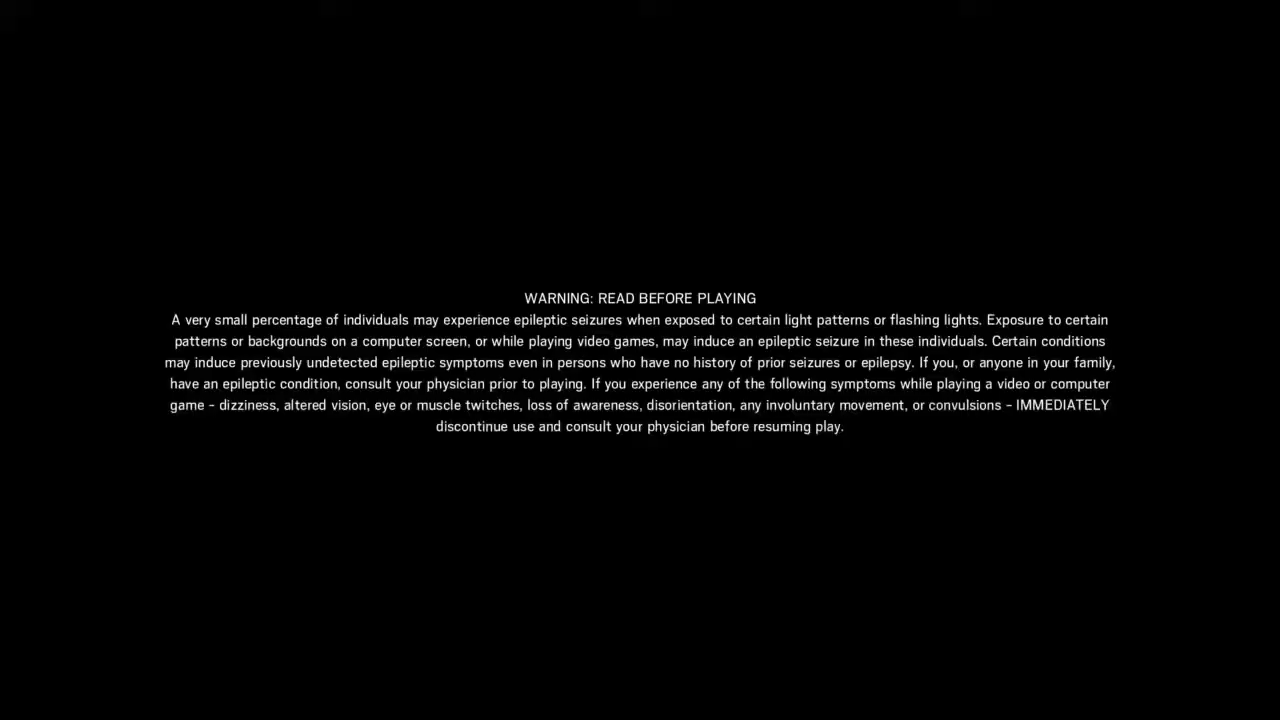 WARNING: READ BEFORE PLAYING
A very small percentage of individuals may experience epileptic seizures when exposed to certain light patterns or flashing lights. Exposure to certain
patterns or backgrounds on a computer screen, or while playing video games, may induce an epileptic seizure in these individuals. Certain conditions
may induce previously undetected epileptic symptoms even in persons who have no history of prior seizures or epilepsy. If you, or anyone in your family,
have an epileptic condition, consult your physician prior to playing. If you experience any of the following symptoms while playing a video or computer
game – dizziness, altered vision, eye or muscle twitches, loss of awareness, disorientation, any involuntary movement, or convulsions – IMMEDIATELY
discontinue use and consult your physician before resuming play.